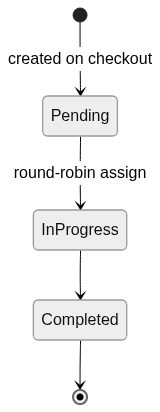 created on checkout
Pending
round-robin assign
InProgress
Completed